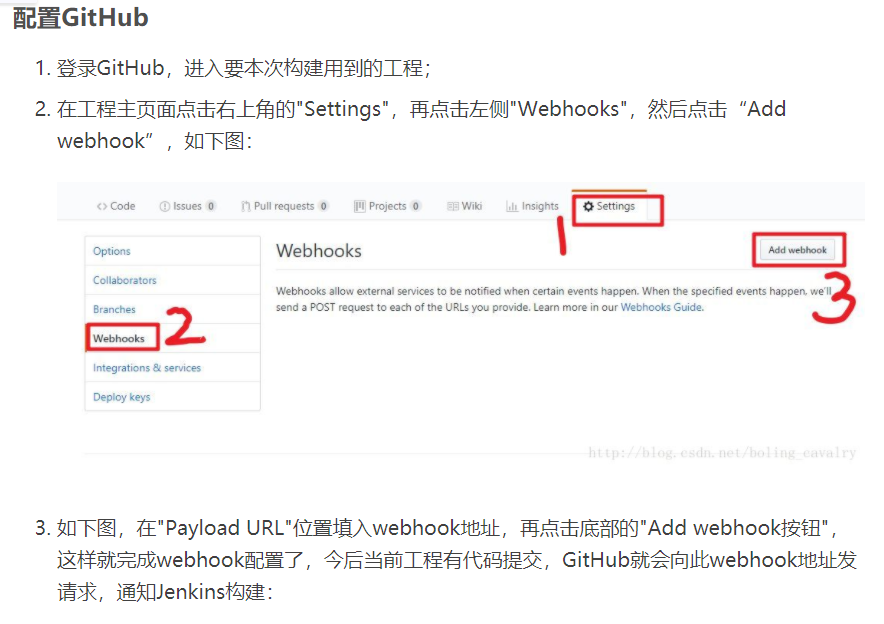 配置GitHub
1. 登录GitHub，进入要本次构建用到的工程；
2. 在工程主页面点击右上角的"Settings"，再点击左侧"Webhooks"，然后点击“Add
webhook”，如下图：
Code Issues 0 Pull requests 0 Projects 0 Wiki Insights Settings
1
Options
Webhooks
Add webhook
Collaborators
Webhooks allow external services to be notified when certain events happen. When the specified events happen, we'll
3
Branches
send a POST request to each of the URLs you provide. Learn more in our Webhooks Guide.
Webhooks
2
Integrations & services
Deploy keys
http://blog.csdn.net/boling_cavalry
3. 如下图，在"Payload URL"位置填入webhook地址，再点击底部的"Add webhook按钮"，
这样就完成webhook配置了，今后当前工程有代码提交，GitHub就会向此webhook地址发
请求，通知Jenkins构建：